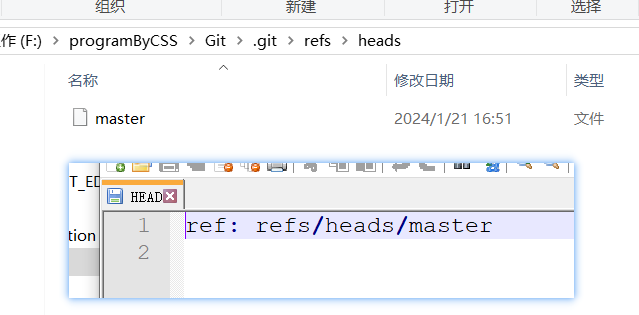 组织 新建 打开 选择
作 (F:) > programByCSS > Git > .git > refs > heads
名称 修改日期 类型
master 2024/1/21 16:51 文件
T_ED
HEAD
tion
1 ref: refs/heads/master
2